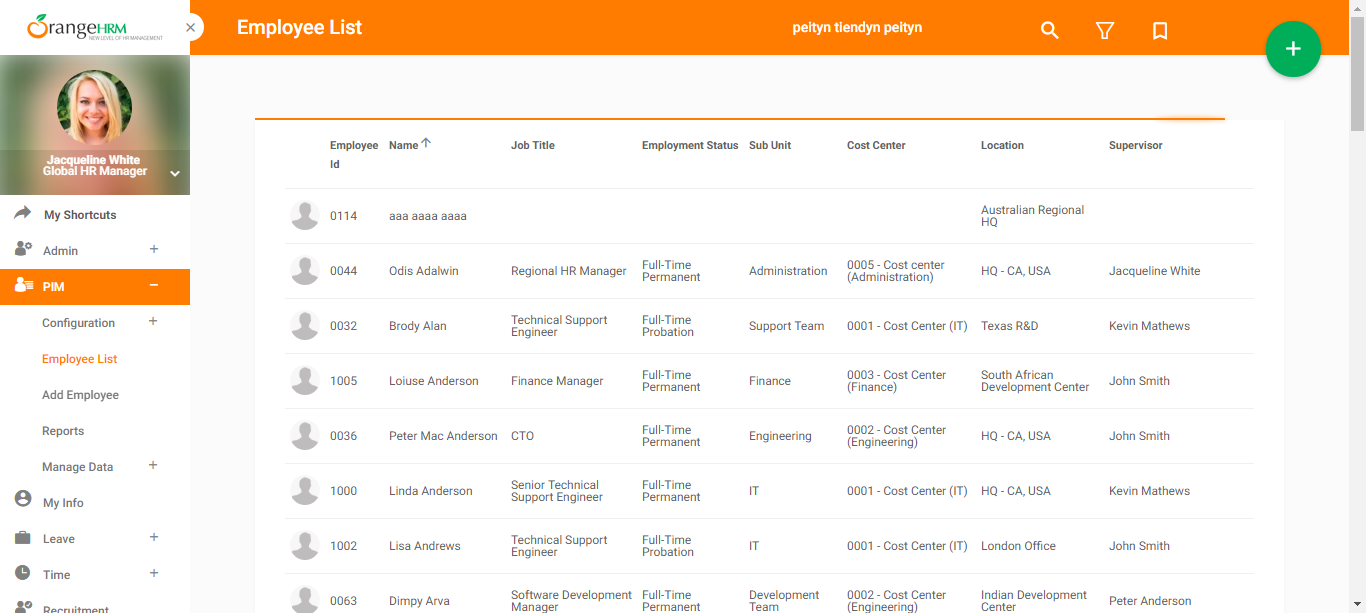 OrangeHRM
NEW LEVEL OF HR MANAGEMENT
Employee List
peityn tiendyn peityn
Jacqueline White
Global HR Manager
My Shortcuts
Admin
PIM
Configuration
Employee List
Add Employee
Reports
Manage Data
My Info
Leave
Time
Recruitment
Employee Id Name Job Title Employment Status Sub Unit Cost Center Location Supervisor
0114 aaa aaaa aaaa Australian Regional HQ
0044 Odis Adalwin Regional HR Manager Full-Time Permanent Administration 0005 - Cost center (Administration) HQ - CA, USA Jacqueline White
0032 Brody Alan Technical Support Engineer Full-Time Probation Support Team 0001 - Cost Center (IT) Texas R&D Kevin Mathews
1005 Loiuse Anderson Finance Manager Full-Time Permanent Finance 0003 - Cost Center (Finance) South African Development Center John Smith
0036 Peter Mac Anderson CTO Full-Time Permanent Engineering 0002 - Cost Center (Engineering) HQ - CA, USA John Smith
1000 Linda Anderson Senior Technical Support Engineer Full-Time Permanent IT 0001 - Cost Center (IT) HQ - CA, USA Kevin Mathews
1002 Lisa Andrews Technical Support Engineer Full-Time Probation IT 0001 - Cost Center (IT) London Office John Smith
0063 Dimpy Arva Software Development Manager Full-Time Permanent Development Team 0002 - Cost Center (Engineering) Indian Development Center Peter Anderson